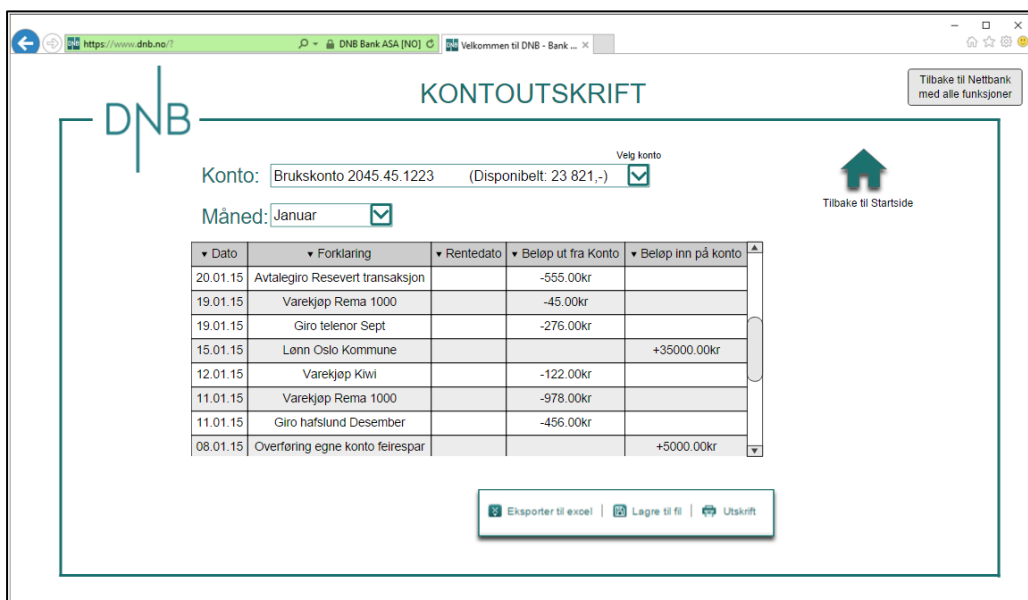 https://www.dnb.no/?
DNB Bank ASA [NO]
DNB Velkommen til DNB - Bank ...
DNB
KONTOUTSKRIFT
Tilbake til Nettbank
med alle funksjoner
Velg konto
Konto: Brukskonto 2045.45.1223 (Disponibelt: 23 821,-)
Tilbake til Startside
Måned: Januar
Dato Forklaring Rentedato Beløp ut fra Konto Beløp inn på konto
20.01.15 Avtalegiro Resevert transaksjon -555.00kr
19.01.15 Varekjøp Rema 1000 -45.00kr
19.01.15 Giro telenor Sept -276.00kr
15.01.15 Lønn Oslo Kommune +35000.00kr
12.01.15 Varekjøp Kiwi -122.00kr
11.01.15 Varekjøp Rema 1000 -978.00kr
11.01.15 Giro hafslund Desember -456.00kr
08.01.15 Overføring egne konto feirespar +5000.00kr
Eksporter til excel | Lagre til fil | Utskrift